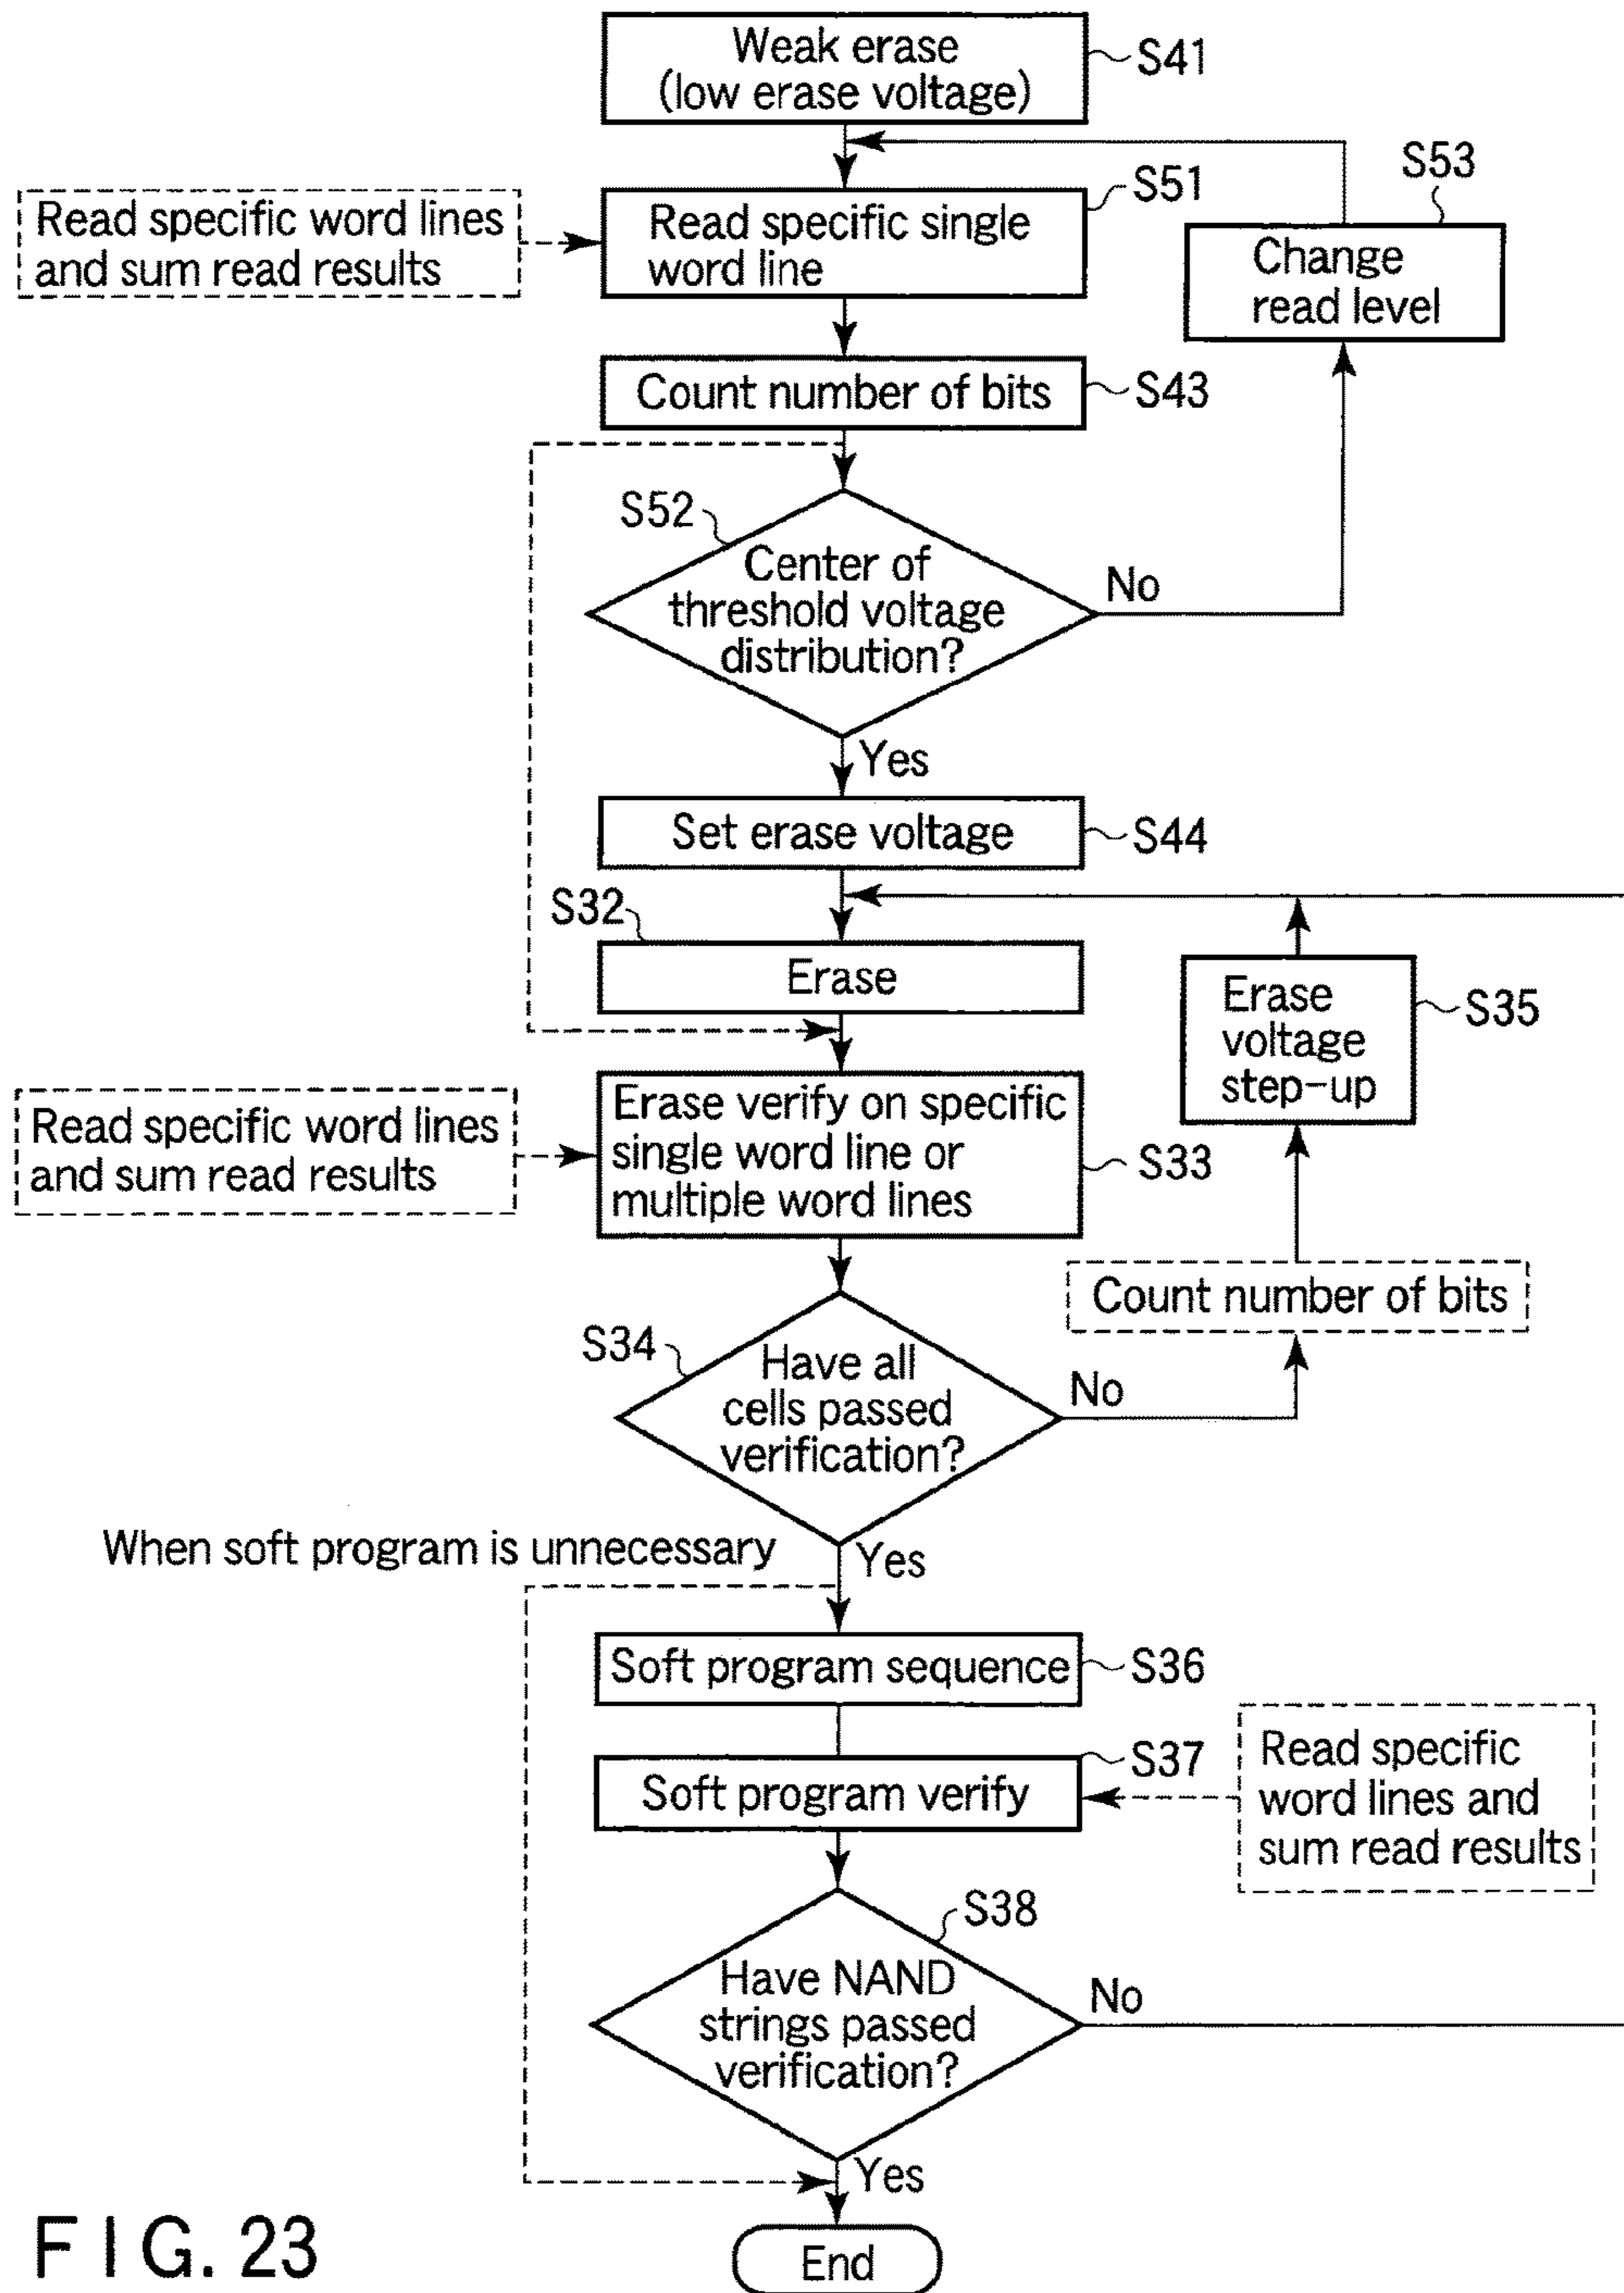 Weak erase
(low erase voltage)
S41
S53
S51
Read specific word lines
and sum read results
Read specific single
word line
Change
read level
Count number of bits
S43
S52
Center of
threshold voltage
distribution?
No
Yes
Set erase voltage
S44
S32
Erase
Erase
voltage
step-up
S35
Read specific word lines
and sum read results
Erase verify on specific
single word line or
multiple word lines
S33
Count number of bits
S34
Have all
cells passed
verification?
No
When soft program is unnecessary
Yes
Soft program sequence
S36
S37
Soft program verify
Read specific
word lines and
sum read results
S38
Have NAND
strings passed
verification?
No
Yes
End
FIG. 23